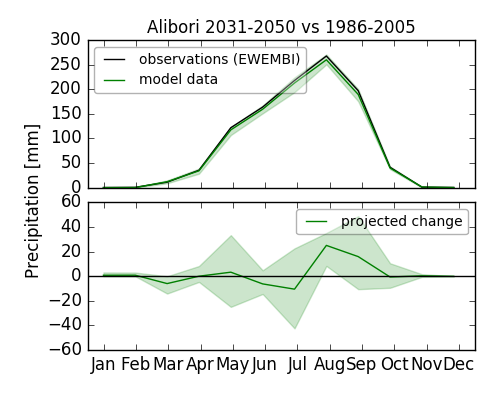 Alibori 2031-2050 vs 1986-2005
300
250
200
150
100
50
0
observations (EWEMBI)
model data
Precipitation [mm]
60
40
20
0
−20
−40
−60
projected change
Jan Feb Mar Apr May Jun Jul Aug Sep Oct Nov Dec